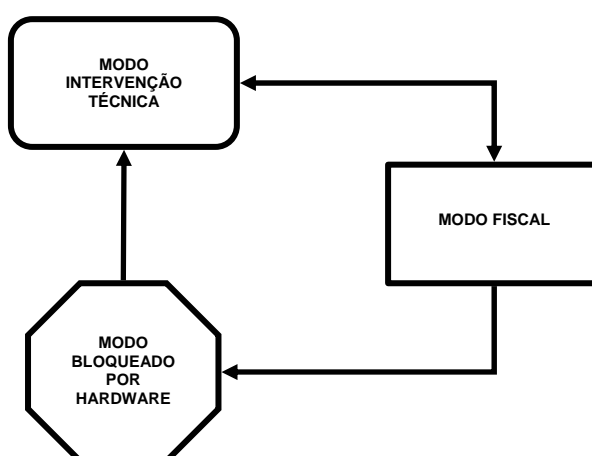 MODO
INTERVENÇÃO
TÉCNICA
MODO FISCAL
MODO
BLOQUEADO
POR
HARDWARE